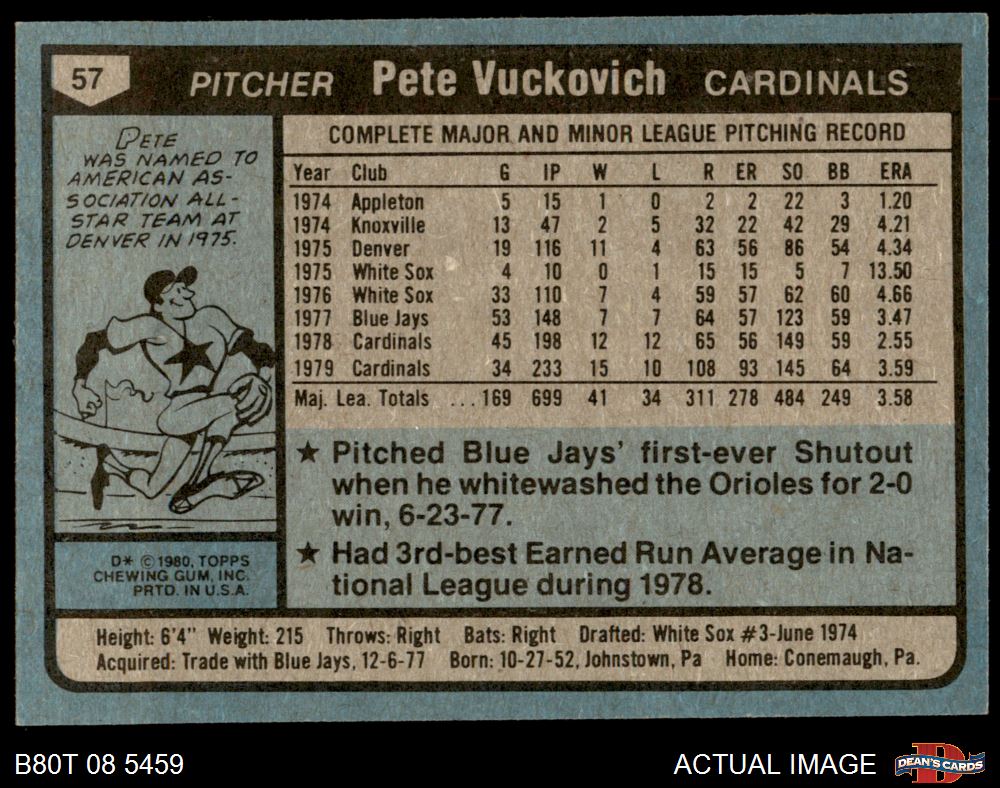 57 PITCHER Pete Vuckovich CARDINALS
PETE
WAS NAMED TO
AMERICAN AS-
SOCIATION ALL-
STAR TEAM AT
DENVER IN 1975.
COMPLETE MAJOR AND MINOR LEAGUE PITCHING RECORD
Year Club G IP W L R ER SO BB ERA
1974 Appleton 5 15 1 0 2 2 22 3 1.20
1974 Knoxville 13 47 2 5 32 22 42 29 4.21
1975 Denver 19 116 11 4 63 56 86 54 4.34
1975 White Sox 4 10 0 1 15 15 5 7 13.50
1976 White Sox 33 110 7 4 59 57 62 60 4.66
1977 Blue Jays 53 148 7 7 64 57 123 59 3.47
1978 Cardinals 45 198 12 12 65 56 149 59 2.55
1979 Cardinals 34 233 15 10 108 93 145 64 3.59
Maj. Lea. Totals ...169 699 41 34 311 278 484 249 3.58
★ Pitched Blue Jays' first-ever Shutout
when he whitewashed the Orioles for 2-0
win, 6-23-77.
★ Had 3rd-best Earned Run Average in Na-
tional League during 1978.
D* ©1980, TOPPS
CHEWING GUM, INC.
PRTD. IN U.S.A.
Height: 6'4" Weight: 215 Throws: Right Bats: Right Drafted: White Sox #3-June 1974
Acquired: Trade with Blue Jays, 12-6-77 Born: 10-27-52, Johnstown, Pa Home: Conemaugh, Pa.
B80T 08 5459
ACTUAL IMAGE
DEAN'S CARDS